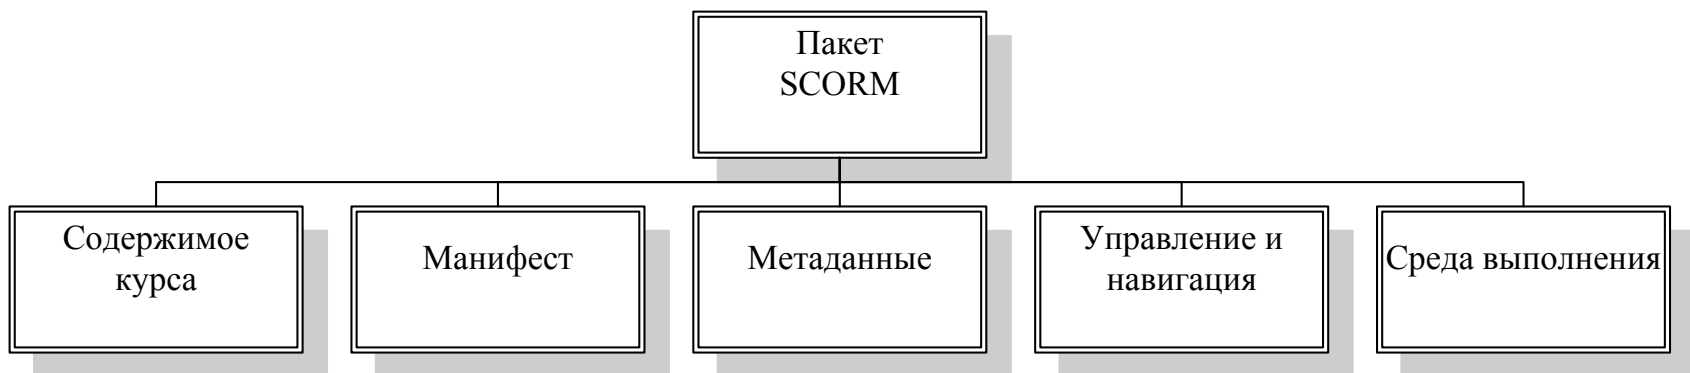 Пакет
SCORM
Содержимое
курса
Манифест
Метаданные
Управление и
навигация
Среда выполнения